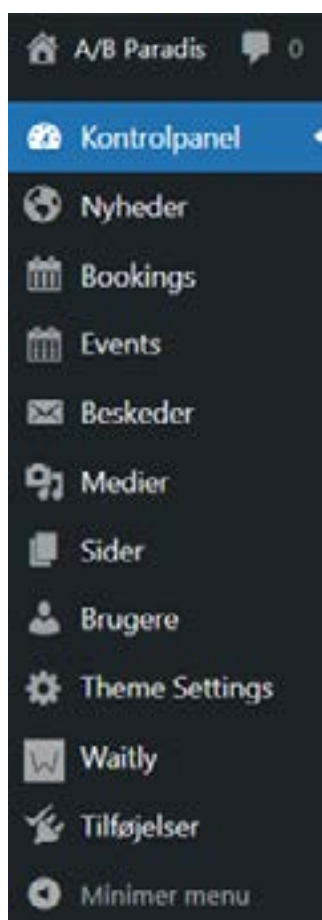 A/B Paradis 0
Kontrolpanel
Nyheder
Bookings
Events
Beskeder
Medier
Sider
Brugere
Theme Settings
W Waitly
Tilføjelser
Minimer menu